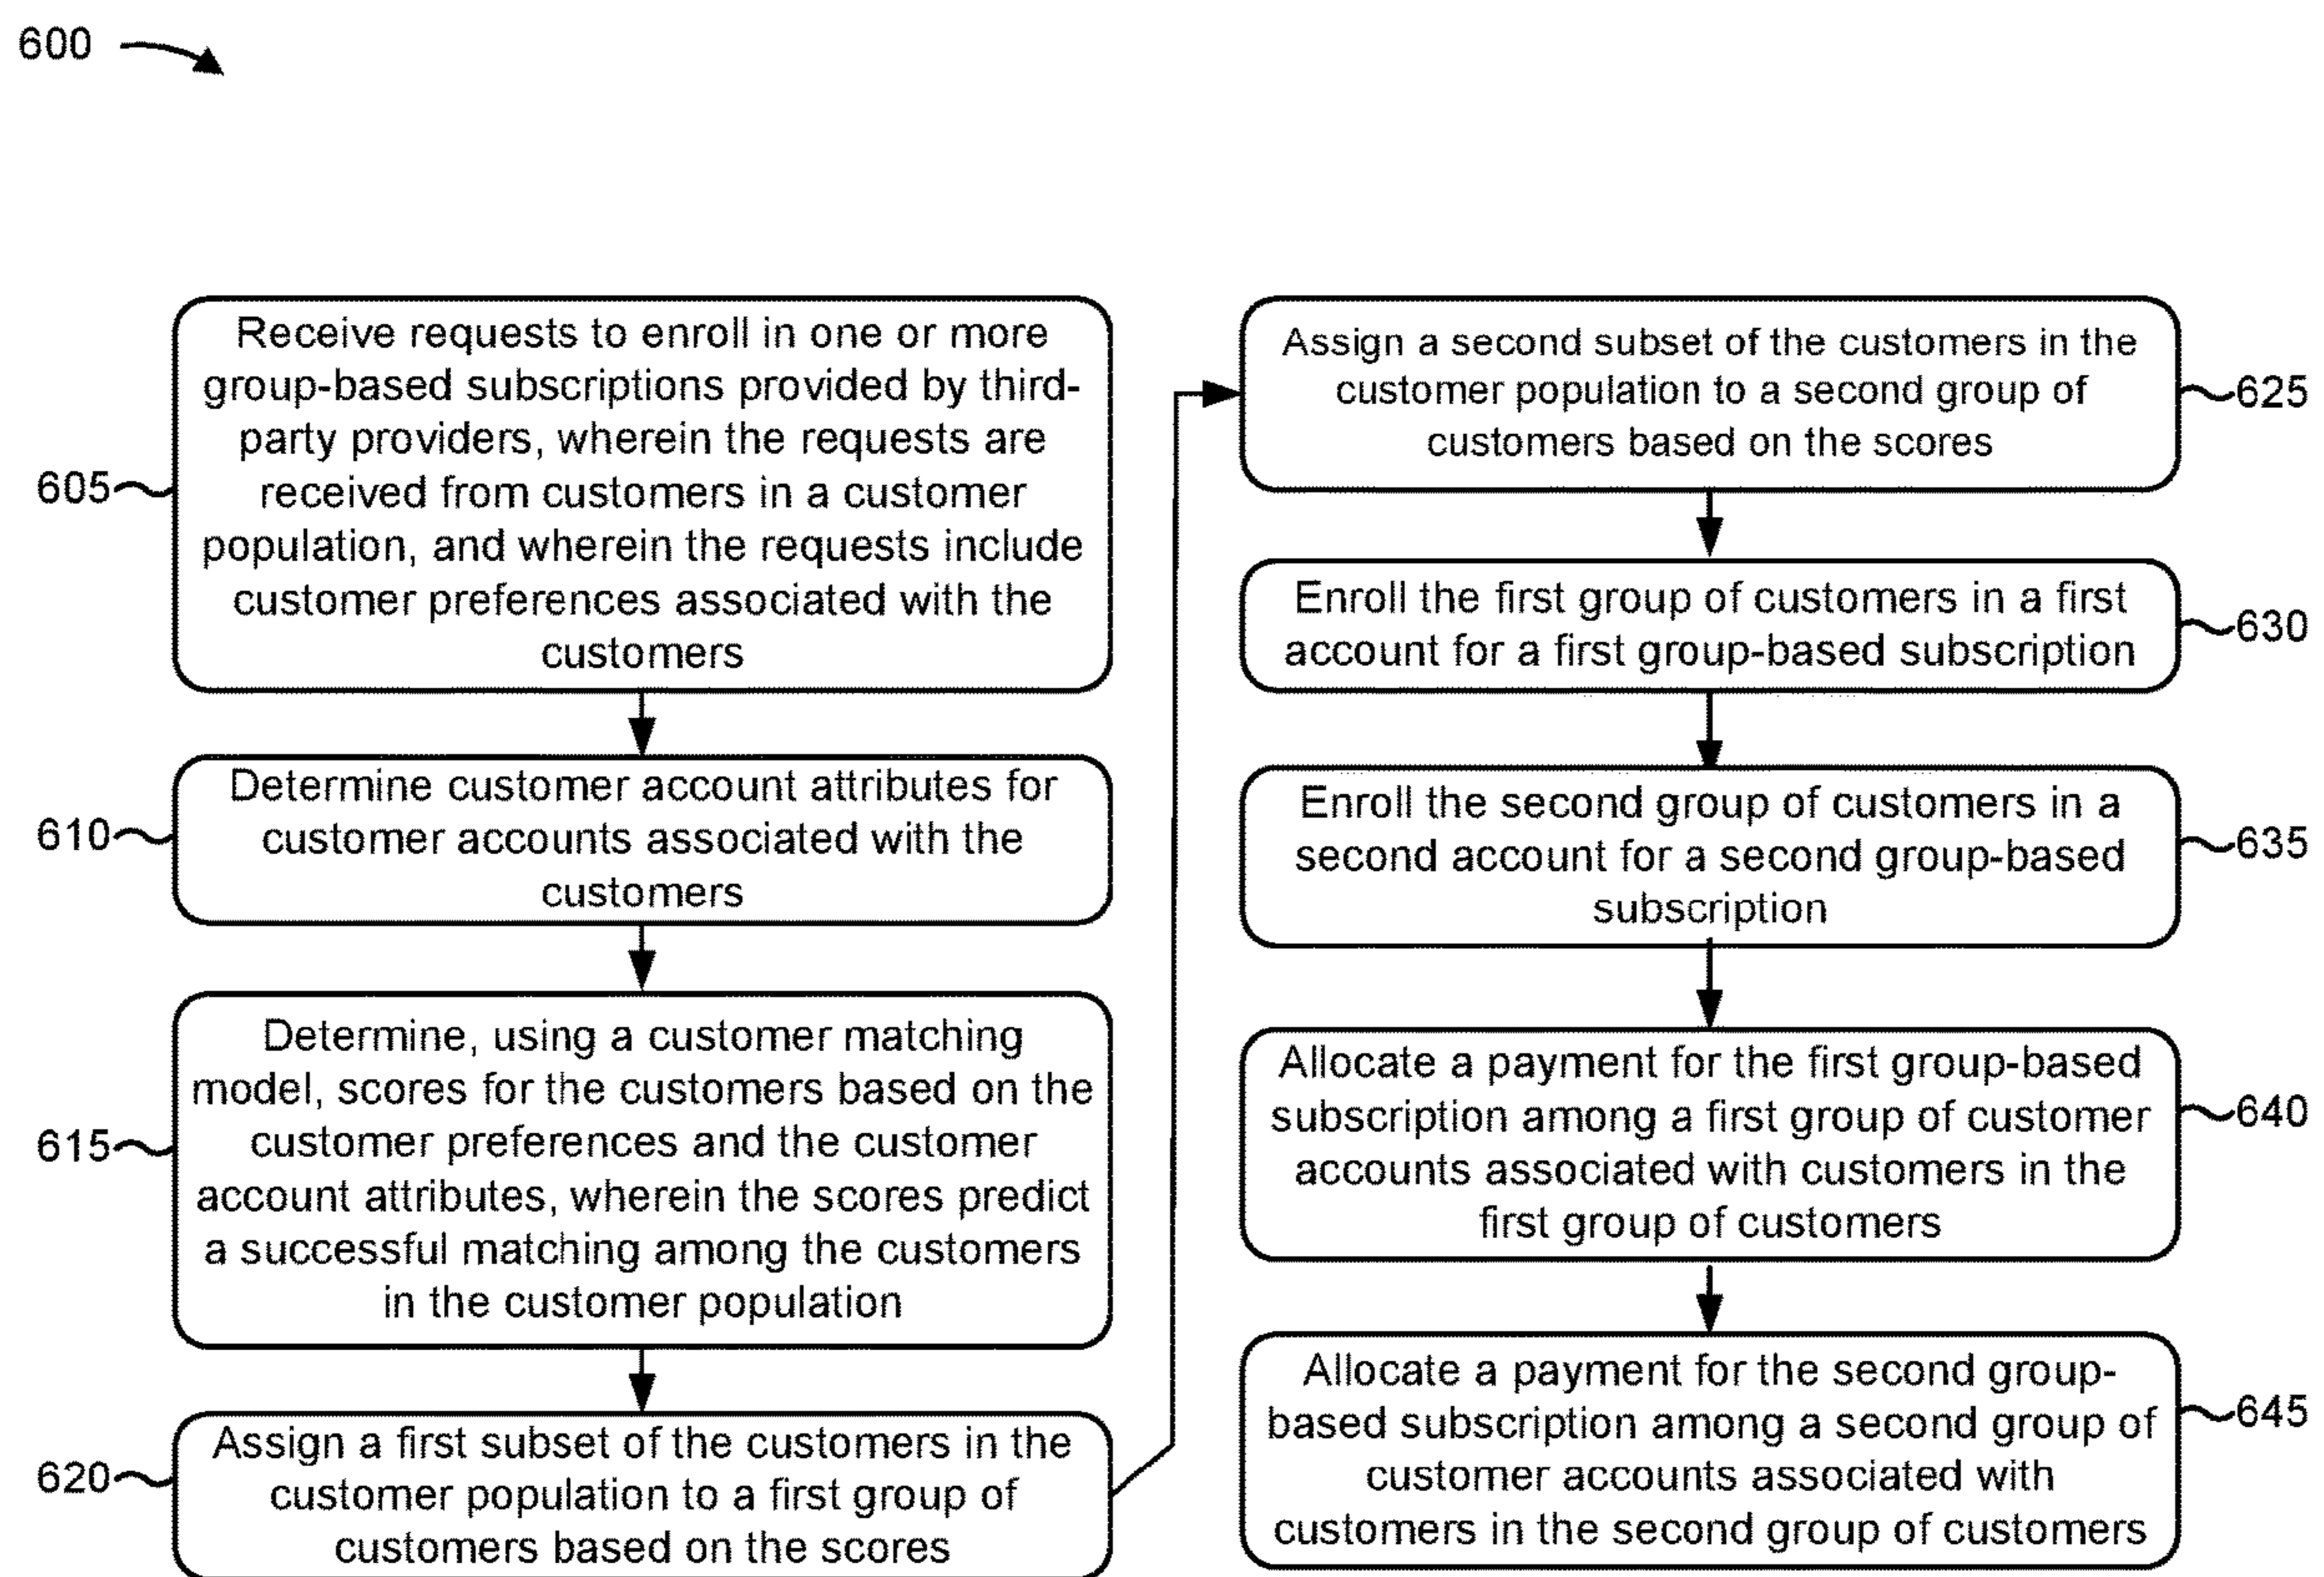 600
605
Receive requests to enroll in one or more
group-based subscriptions provided by third-
party providers, wherein the requests are
received from customers in a customer
population, and wherein the requests include
customer preferences associated with the
customers
610
Determine customer account attributes for
customer accounts associated with the
customers
615
Determine, using a customer matching
model, scores for the customers based on the
customer preferences and the customer
account attributes, wherein the scores predict
a successful matching among the customers
in the customer population
620
Assign a first subset of the customers in the
customer population to a first group of
customers based on the scores
Assign a second subset of the customers in the
customer population to a second group of
customers based on the scores
625
Enroll the first group of customers in a first
account for a first group-based subscription
630
Enroll the second group of customers in a
second account for a second group-based
subscription
635
Allocate a payment for the first group-based
subscription among a first group of customer
accounts associated with customers in the
first group of customers
640
Allocate a payment for the second group-
based subscription among a second group of
customer accounts associated with
customers in the second group of customers
645